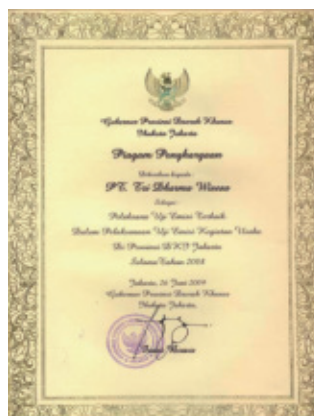 Gubernur Provinsi Daerah Khusus
Ibukota Jakarta
Piagam Penghargaan
Diberikan kepada :
PT. Tri Dharma Wisesa
Sebagai :
Pelaksana Uji Emisi Terbaik
Dalam Pelaksanaan Uji Emisi Kegiatan Usaha
Di Provinsi DKI Jakarta
Selama Tahun 2008
Jakarta, 26 Juni 2009
Gubernur Provinsi Daerah Khusus
Ibukota Jakarta,